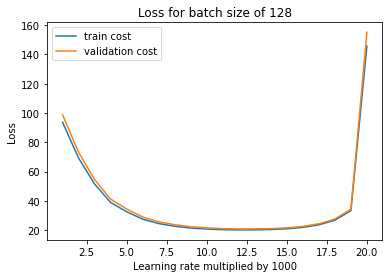 Loss for batch size of 128
160
140
120
100
80
60
40
20
Loss
train cost
validation cost
2.5 5.0 7.5 10.0 12.5 15.0 17.5 20.0
Learning rate multiplied by 1000